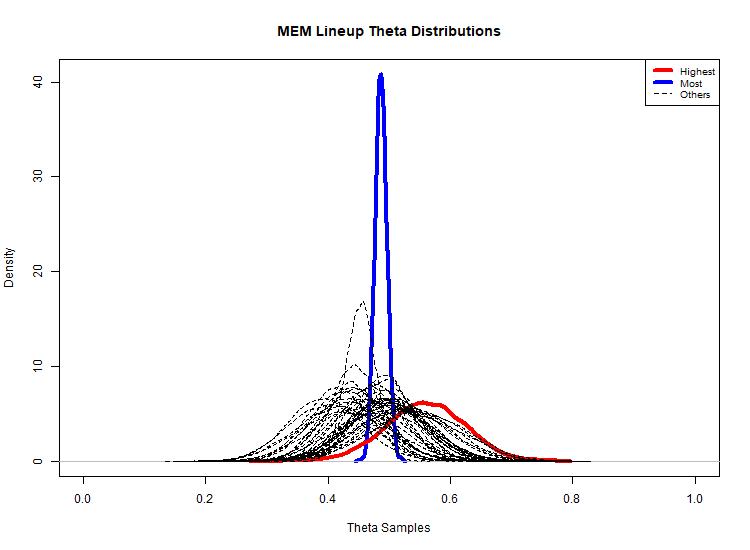 MEM Lineup Theta Distributions
Highest
Most
Others
Density
40
30
20
10
0
0.0 0.2 0.4 0.6 0.8 1.0
Theta Samples